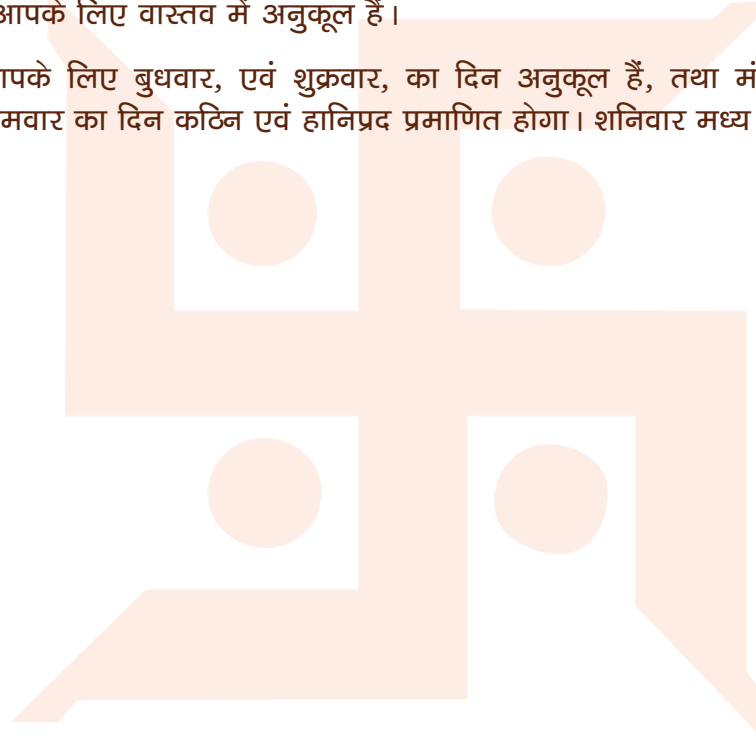 आपके लिए वास्तव में अनुकूल हैं।
पके लिए बुधवार, एवं शुक्रवार, का दिन अनुकूल हैं, तथा मं
मवार का दिन कठिन एवं हानिप्रद प्रमाणित होगा। शनिवार मध्य